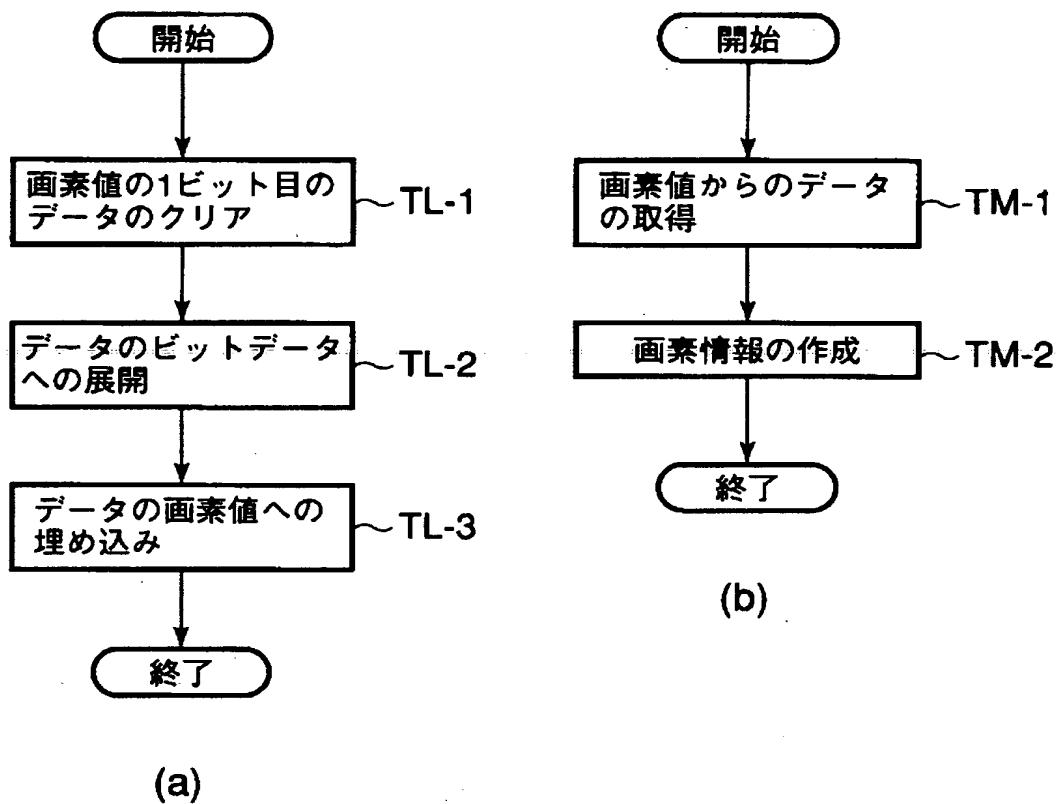 開始
画素値の1ビット目の
データのクリア
TL-1
データのビットデータ
への展開
TL-2
データの画素値への
埋め込み
TL-3
終了
(a)
開始
画素値からのデータ
の取得
TM-1
画素情報の作成
TM-2
終了
(b)